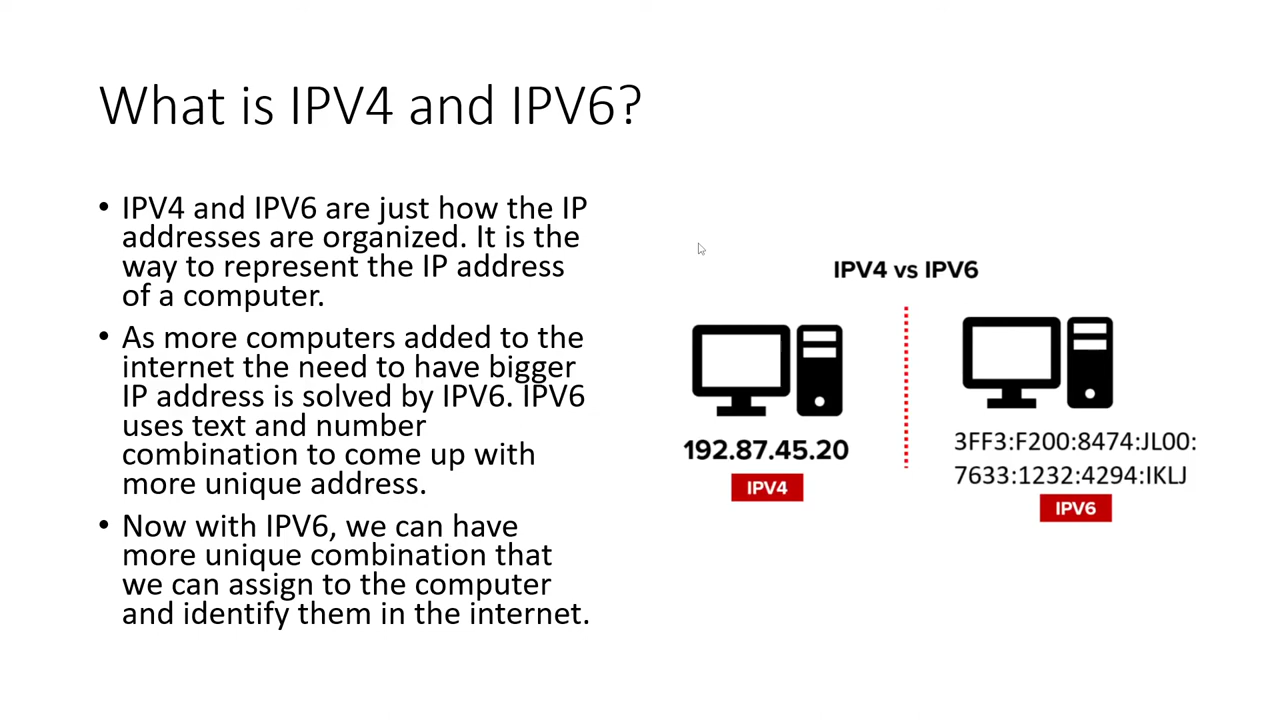 What is IPV4 and IPV6?
• IPV4 and IPV6 are just how the IP
addresses are organized. It is the
way to represent the IP address
of a computer.
• As more computers added to the
internet the need to have bigger
IP address is solved by IPV6. IPV6
uses text and number
combination to come up with
more unique address.
• Now with IPV6, we can have
more unique combination that
we can assign to the computer
and identify them in the internet.
IPV4 vs IPV6
192.87.45.20
IPV4
3FF3:F200:8474:JL00:
7633:1232:4294:IKLJ
IPV6